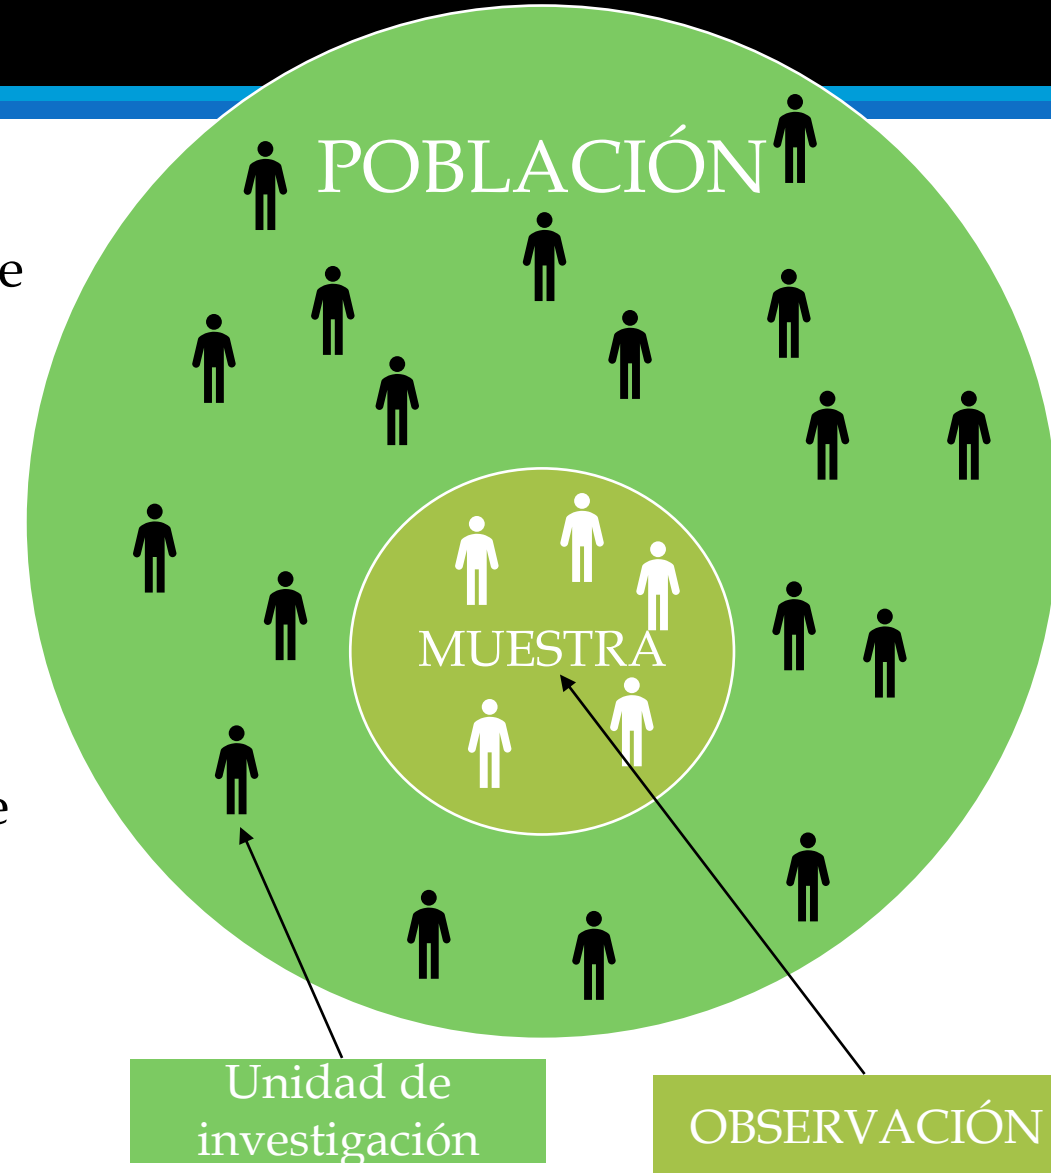 POBLACIÓN
e
MUESTRA
e
Unidad de
investigación
OBSERVACIÓN